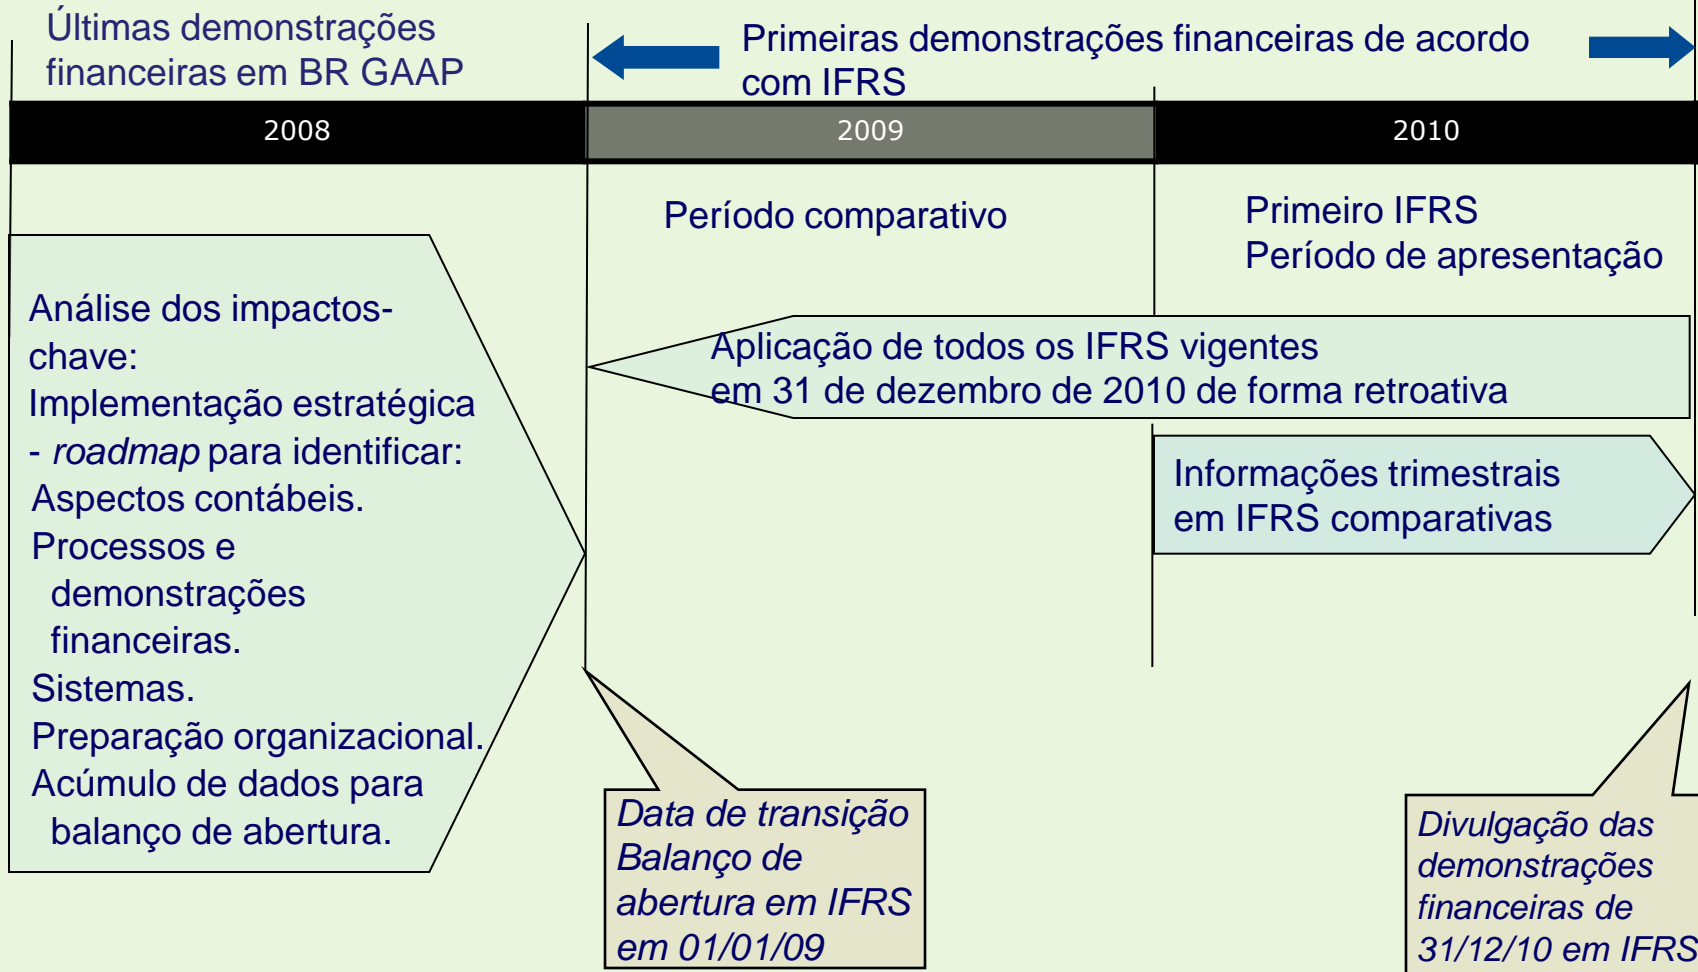 Últimas demonstrações
financeiras em BR GAAP
Primeiras demonstrações financeiras de acordo
com IFRS
2008
2009
2010
Período comparativo
Primeiro IFRS
Período de apresentação
Análise dos impactos-
chave:
Implementação estratégica
- roadmap para identificar:
Aspectos contábeis.
Processos e
demonstrações
financeiras.
Sistemas.
Preparação organizacional.
Acúmulo de dados para
balanço de abertura.
Aplicação de todos os IFRS vigentes
em 31 de dezembro de 2010 de forma retroativa
Informações trimestrais
em IFRS comparativas
Data de transição
Balanço de
abertura em IFRS
em 01/01/09
Divulgação das
demonstrações
financeiras de
31/12/10 em IFRS